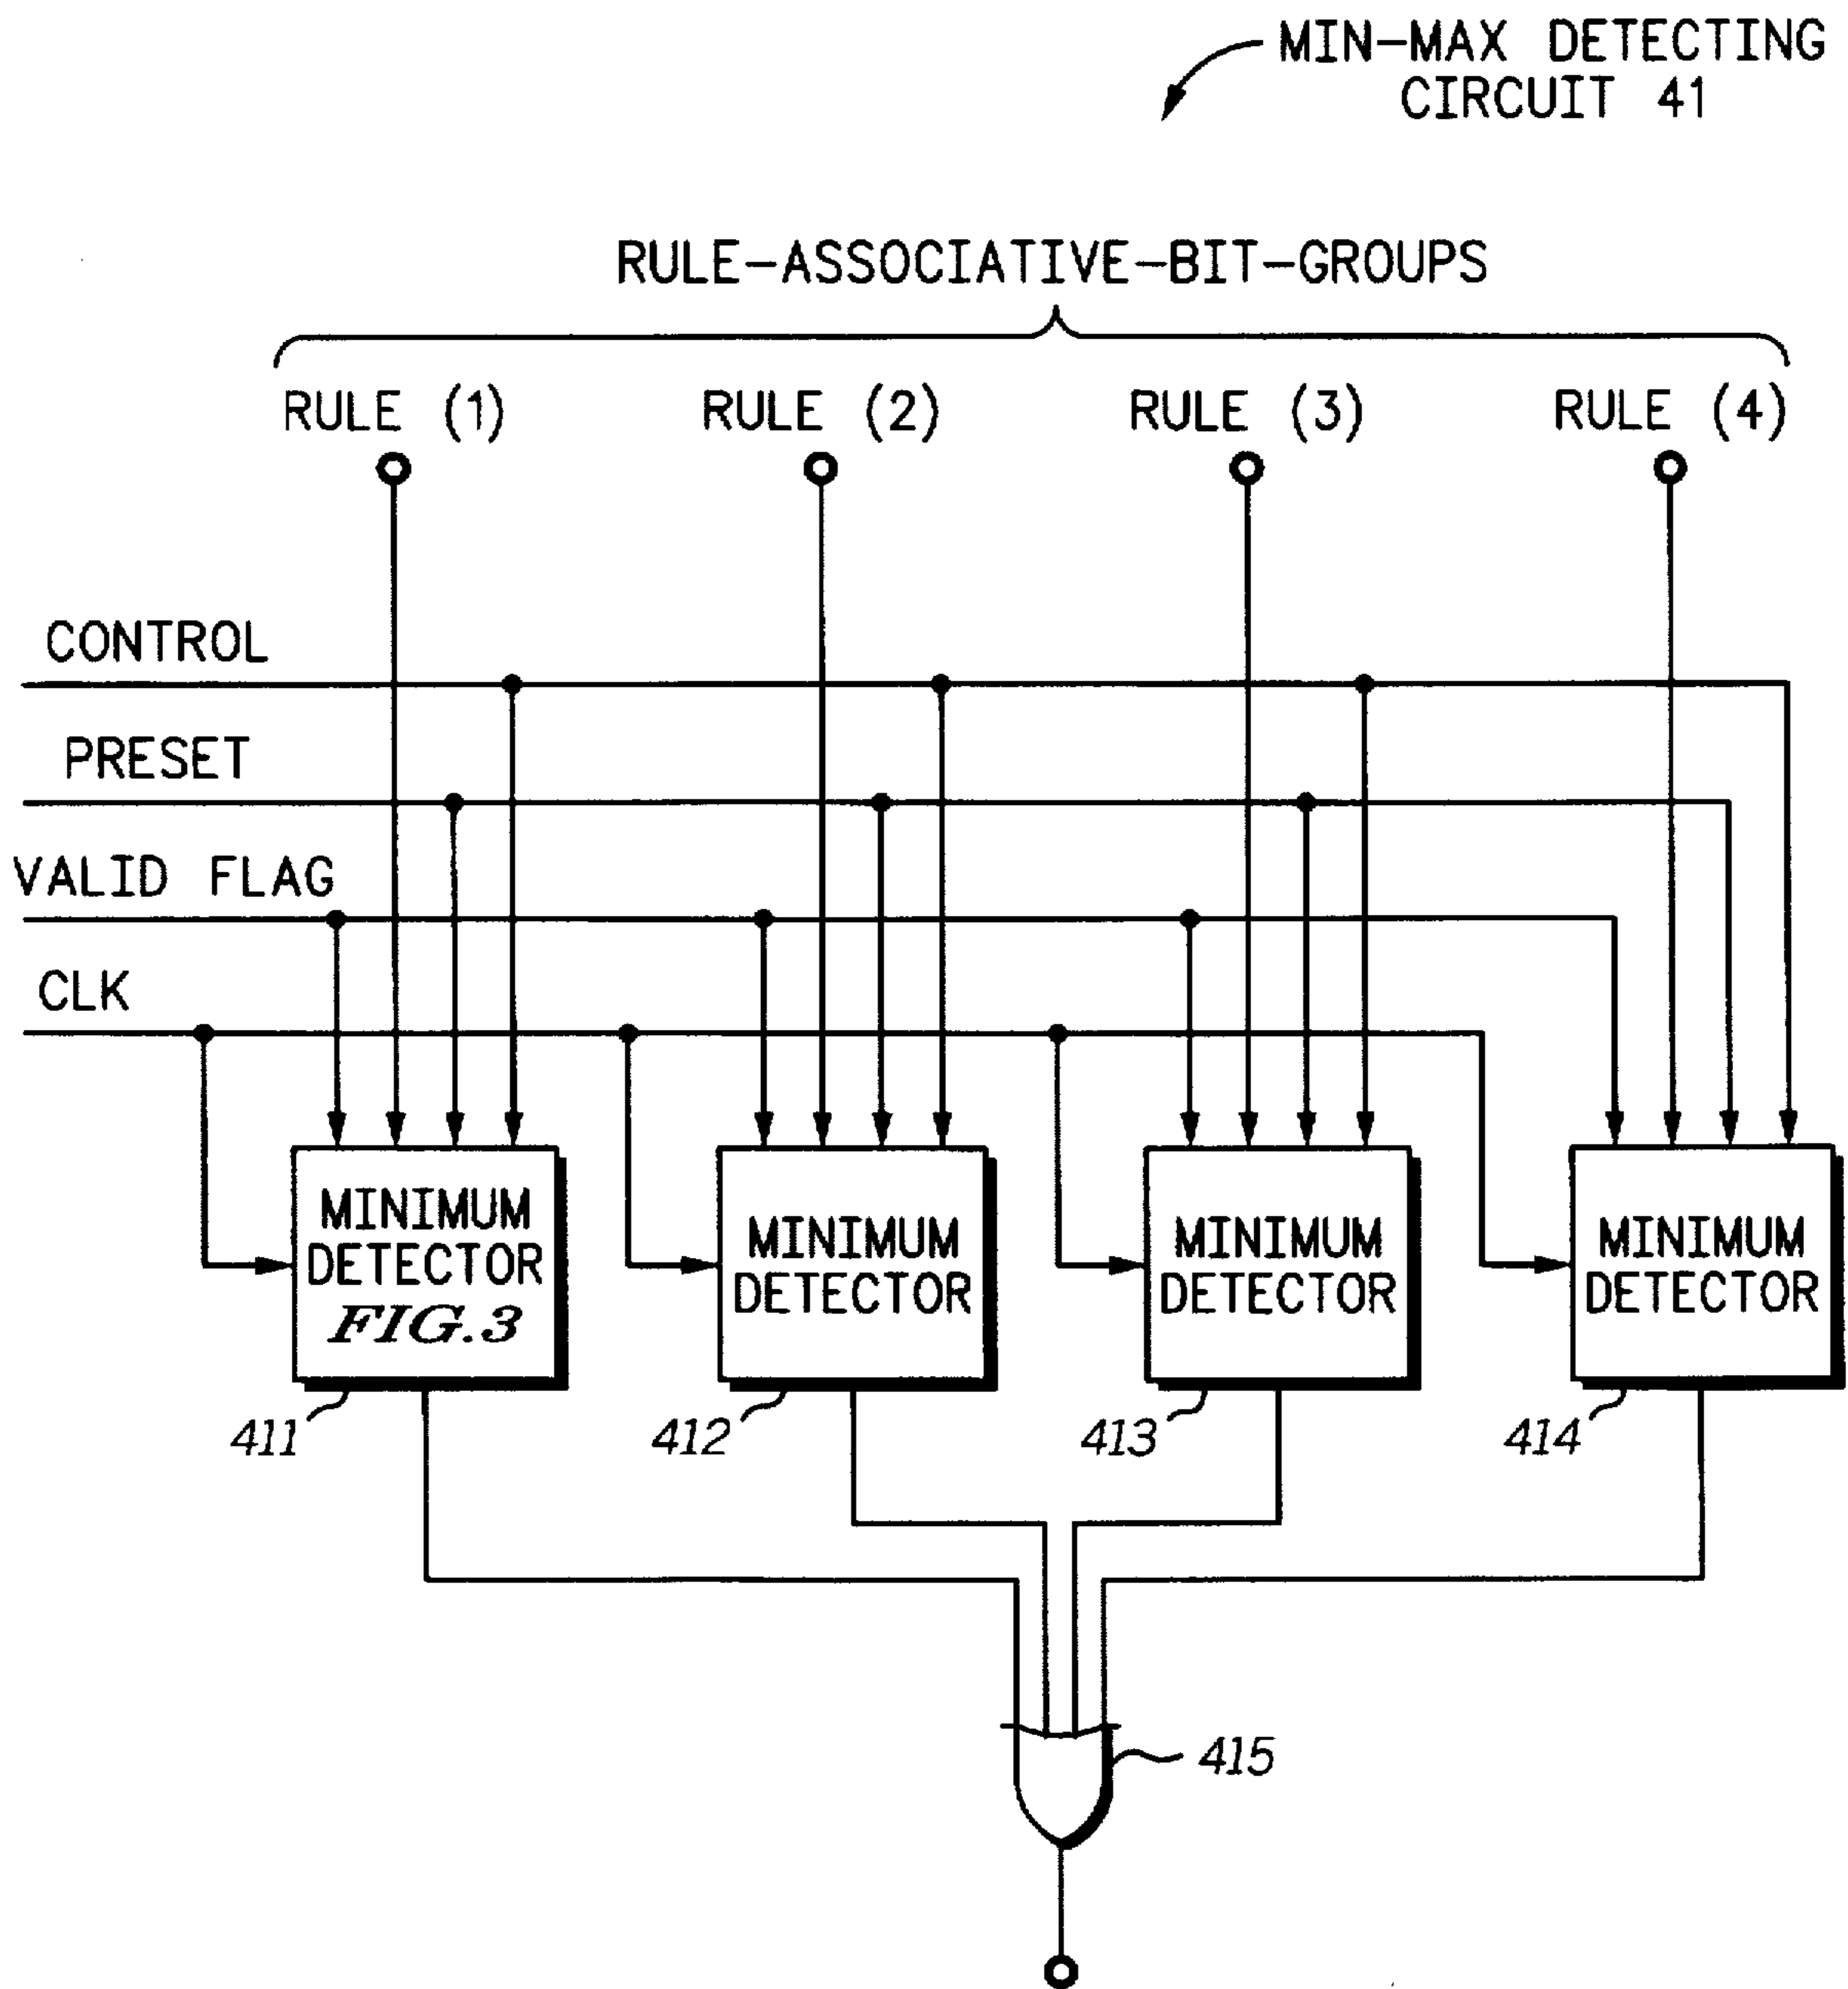 MIN-MAX DETECTING
CIRCUIT 41
RULE-ASSOCIATIVE-BIT-GROUPS
RULE (1) RULE (2) RULE (3) RULE (4)
CONTROL
PRESET
VALID FLAG
CLK
MINIMUM
DETECTOR
FIG.3
MINIMUM
DETECTOR
MINIMUM
DETECTOR
MINIMUM
DETECTOR
411 412 413 414
415